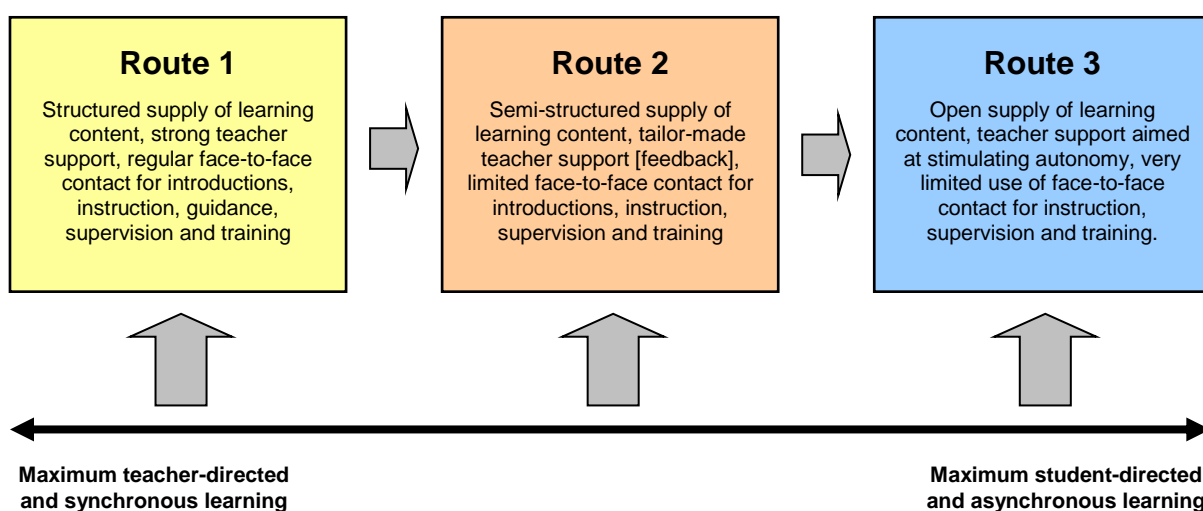 Route 1
Structured supply of learning
content, strong teacher
support, regular face-to-face
contact for introductions,
instruction, guidance,
supervision and training
Route 2
Semi-structured supply of
learning content, tailor-made
teacher support [feedback],
limited face-to-face contact for
introductions, instruction,
supervision and training
Route 3
Open supply of learning
content, teacher support aimed
at stimulating autonomy, very
limited use of face-to-face
contact for instruction,
supervision and training.
Maximum teacher-directed
and synchronous learning
Maximum student-directed
and asynchronous learning